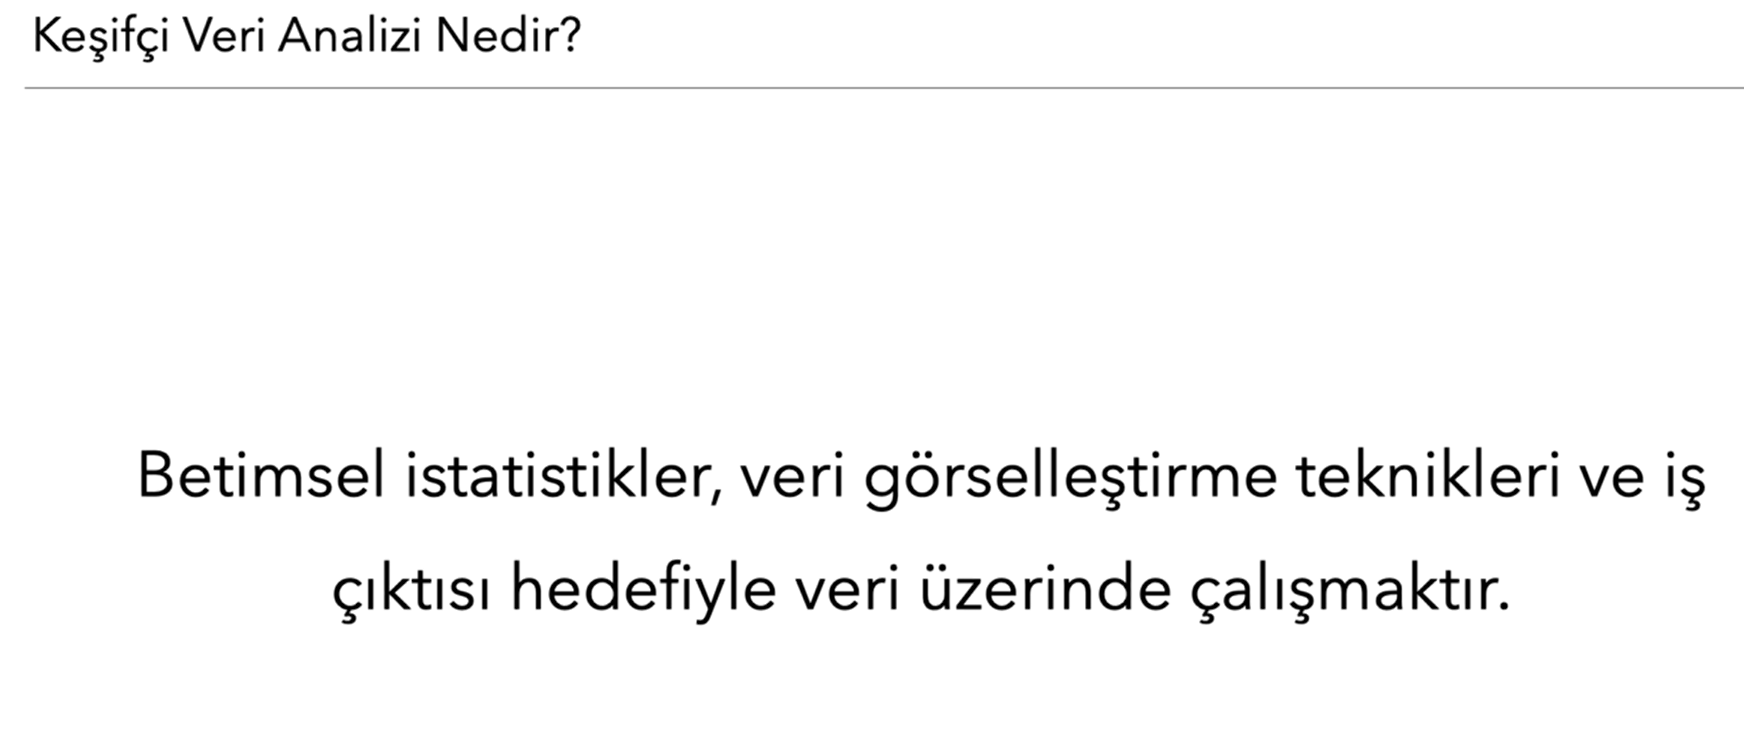 Keşifçi Veri Analizi Nedir?
Betimsel istatistikler, veri görselleştirme teknikleri ve iş
çıktısı hedefiyle veri üzerinde çalışmaktır.